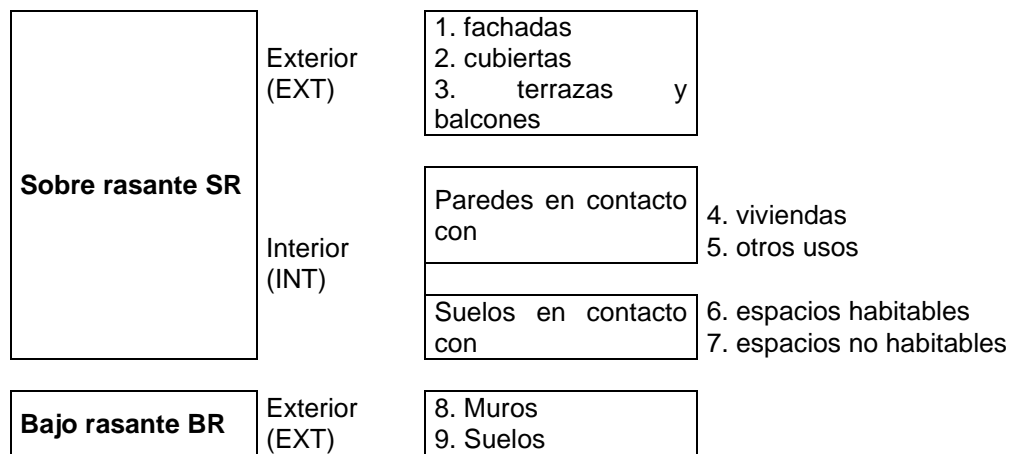 Sobre rasante SR
Exterior
(EXT)
1. fachadas
2. cubiertas
3. terrazas y
balcones
Interior
(INT)
Paredes en contacto
con
4. viviendas
5. otros usos
Suelos en contacto
con
6. espacios habitables
7. espacios no habitables
Bajo rasante BR
Exterior
(EXT)
8. Muros
9. Suelos